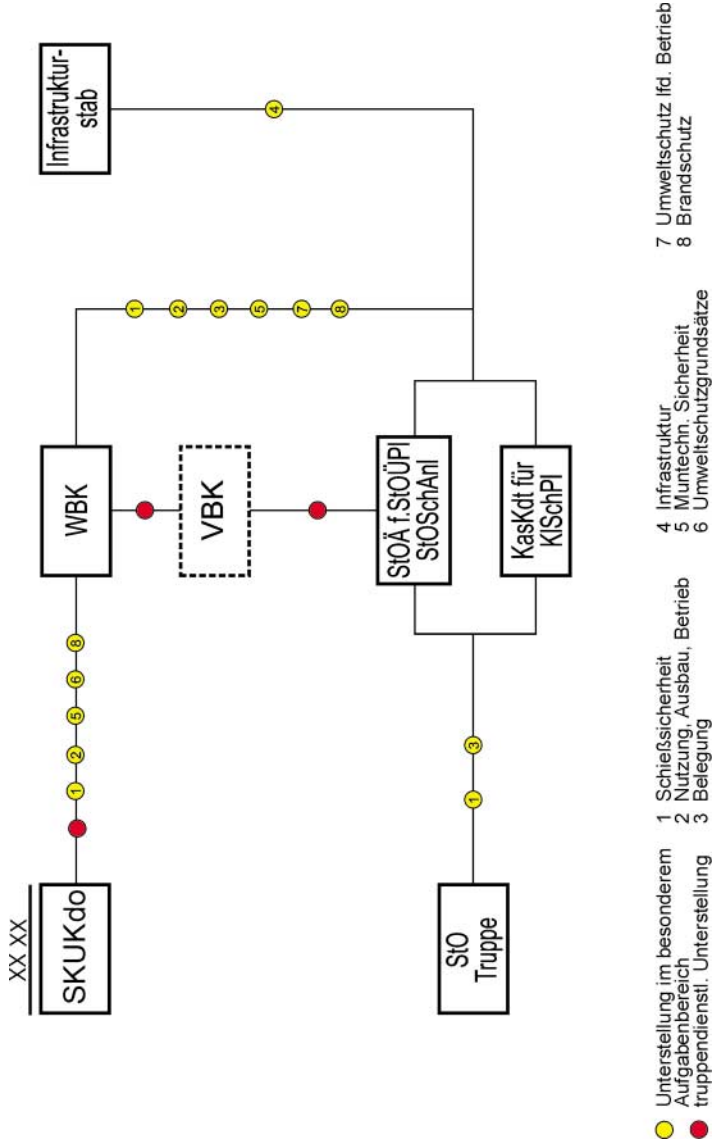 XX XX
SKUKdo
1 2 5 6 8
WBK
VBK
1 2 3 5 7 8
Infrastruktur-
stab
4
StO
Truppe
1 3
StOÄ f.StOÜPl
StOSchAnl
KasKdt für
KlSchPl
Unterstellung im besonderem
Aufgabenbereich
truppendienstl. Unterstellung
1 Schießsicherheit
2 Nutzung, Ausbau, Betrieb
3 Belegung
4 Infrastruktur
5 Muntechn. Sicherheit
6 Umweltschutzgrundsätze
7 Umweltschutz lfd. Betrieb
8 Brandschutz